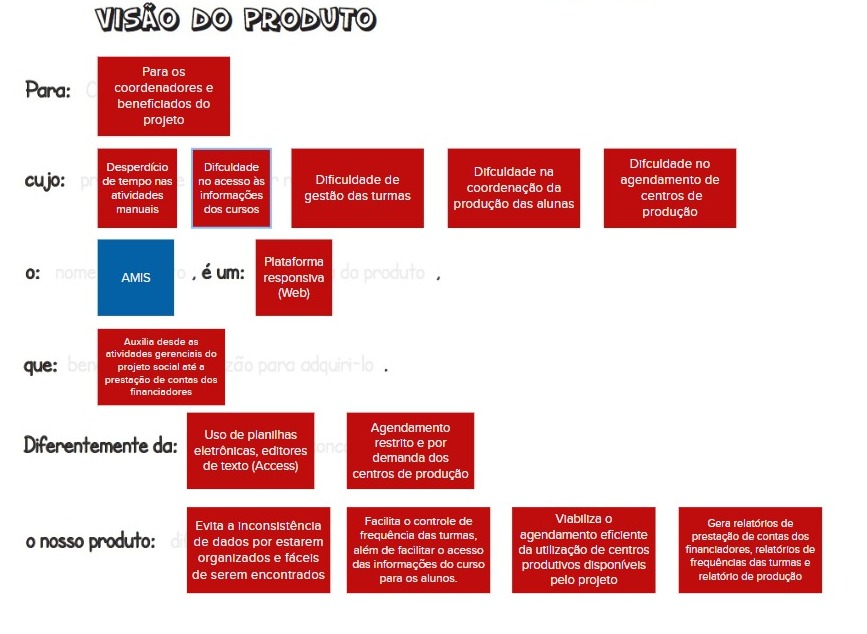 VISÃO DO PRODUTO
Para:
Para os
coordenadores e
beneficiados do
projeto
cujo:
Desperdício
de tempo nas
atividades
manuais
Difculdade
no acesso às
informações
dos cursos
Dificuldade de
gestão das turmas
Difculdade na
coordenação da
produção das alunas
Difculdade no
agendamento de
centros de
produção
o:
nome
AMIS
, é um:
Plataforma
responsiva
(Web)
do produto ,
que:
Auxilia desde as
atividades gerenciais do
projeto social até a
prestação de contas dos
financiadores
para adquiri-lo .
Diferentemente da:
Uso de planilhas
eletrônicas, editores
de texto (Access)
Agendamento
restrito e por
demanda dos
centros de produção
o nosso produto:
Evita a inconsistência
de dados por estarem
organizados e fáceis
de serem encontrados
Facilita o controle de
frequência das turmas,
além de facilitar o acesso
das informações do curso
para os alunos.
Viabiliza o
agendamento eficiente
da utilização de centros
produtivos disponíveis
pelo projeto
Gera relatórios de
prestação de contas dos
financiadores, relatórios de
frequências das turmas e
relatório de produção